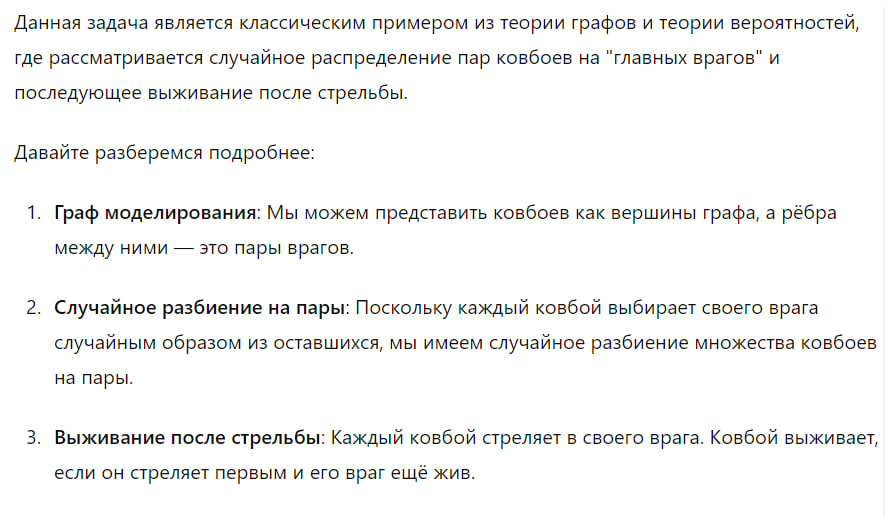 Данная задача является классическим примером из теории графов и теории вероятностей,
где рассматривается случайное распределение пар ковбоев на "главных врагов" и
последующее выживание после стрельбы.
Давайте разберемся подробнее:
1. Граф моделирования: Мы можем представить ковбоев как вершины графа, а рёбра
между ними — это пары врагов.
2. Случайное разбиение на пары: Поскольку каждый ковбой выбирает своего врага
случайным образом из оставшихся, мы имеем случайное разбиение множества ковбоев
на пары.
3. Выживание после стрельбы: Каждый ковбой стреляет в своего врага. Ковбой выживает,
если он стреляет первым и его враг ещё жив.